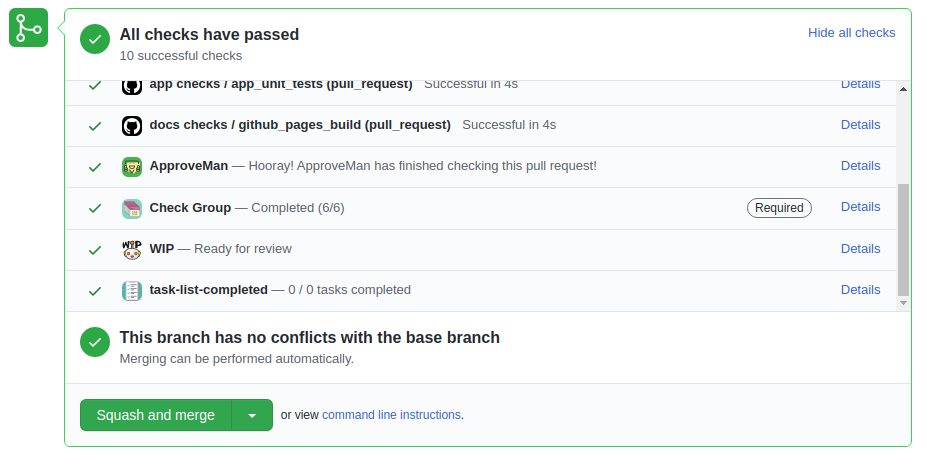 All checks have passed
10 successful checks
Hide all checks
app checks / app_unit_tests (pull_request) Successful in 4s Details
docs checks / github_pages_build (pull_request) Successful in 4s Details
ApproveMan — Hooray! ApproveMan has finished checking this pull request! Details
Check Group — Completed (6/6) Required Details
WIP WIP — Ready for review Details
task-list-completed — 0 / 0 tasks completed Details
This branch has no conflicts with the base branch
Merging can be performed automatically.
Squash and merge or view command line instructions.